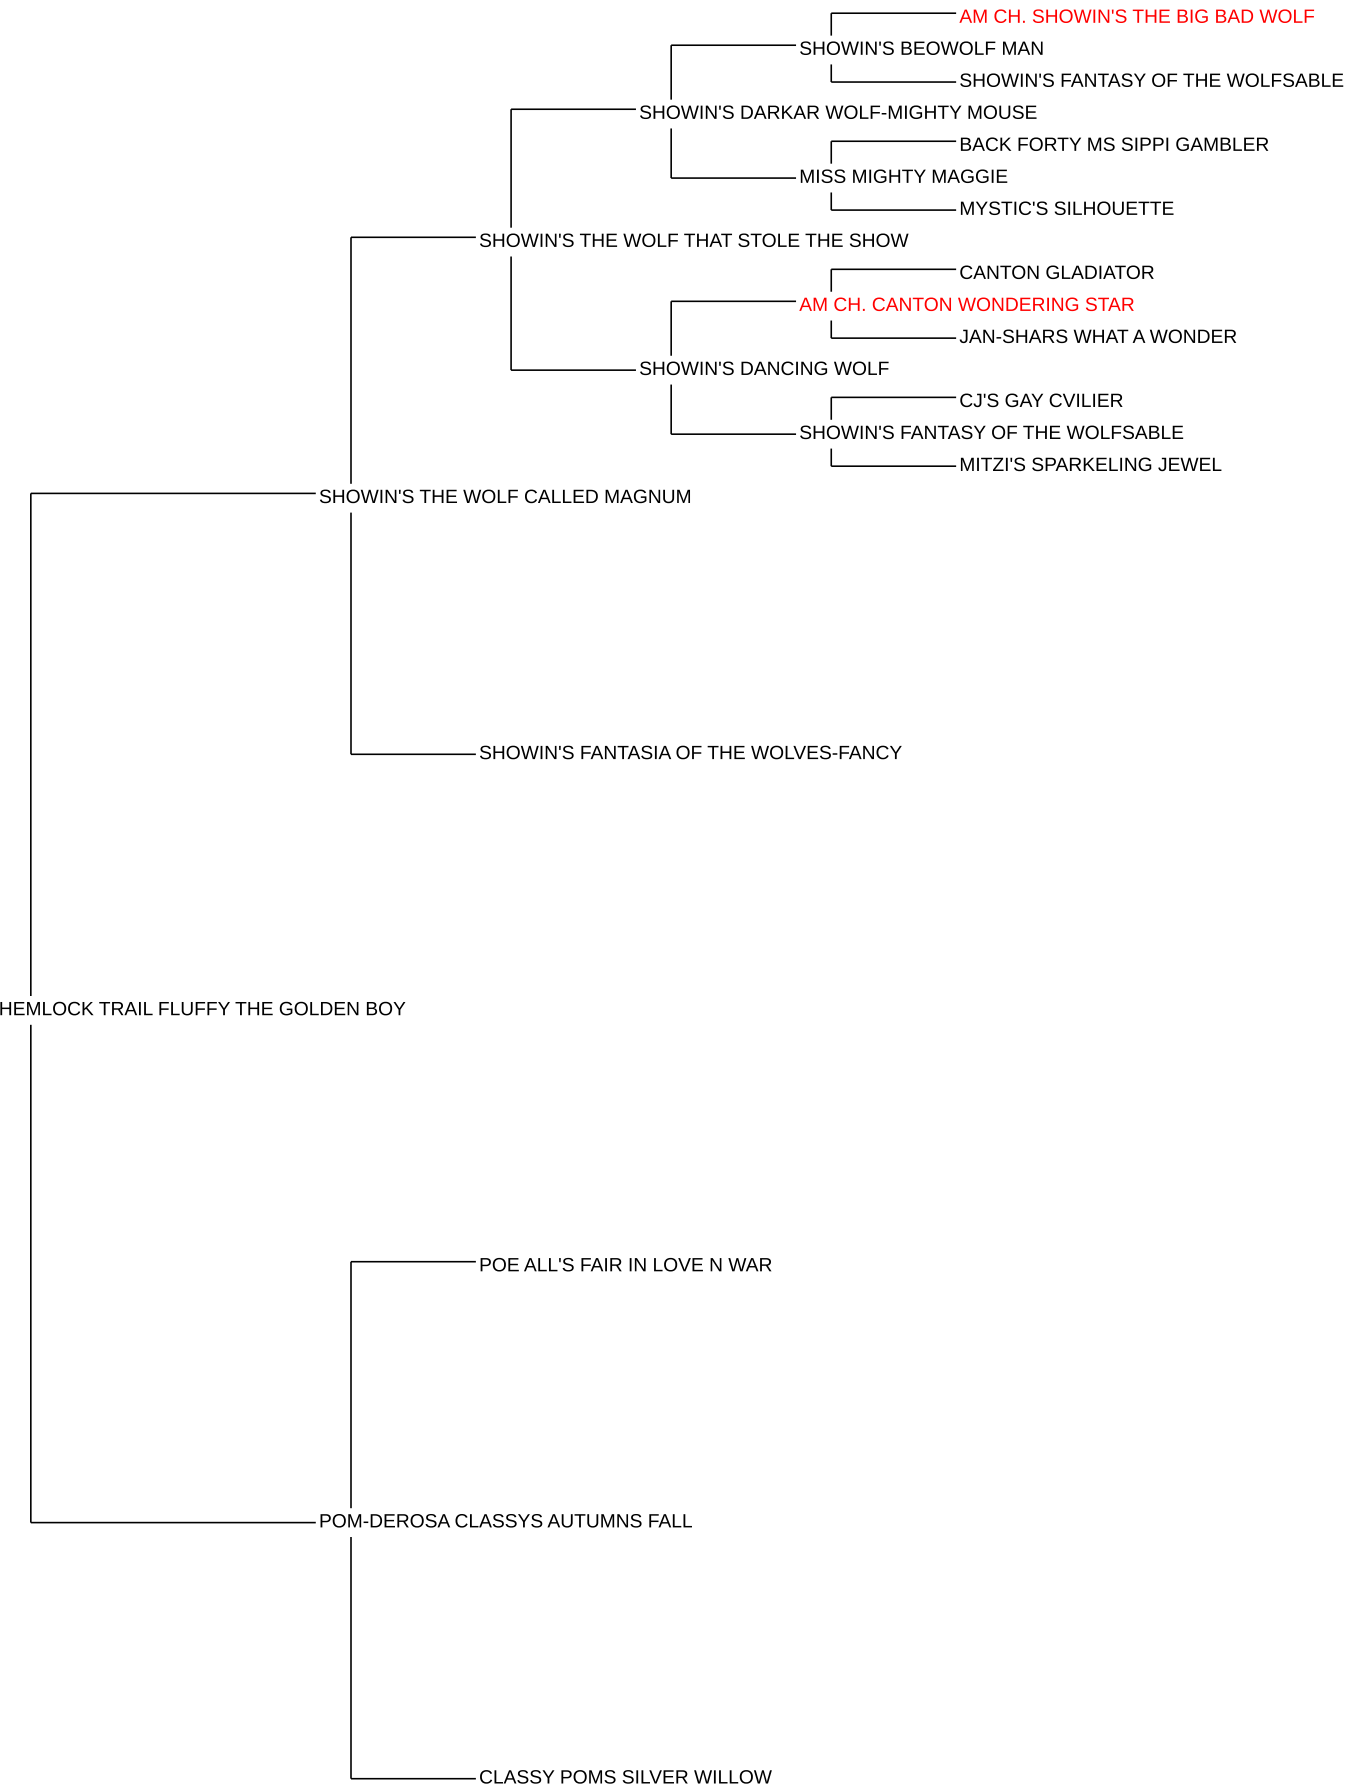 AM CH. SHOWIN'S THE BIG BAD WOLF
SHOWIN'S BEOWOLF MAN
SHOWIN'S FANTASY OF THE WOLFSABLE
SHOWIN'S DARKAR WOLF-MIGHTY MOUSE
BACK FORTY MS SIPPI GAMBLER
MISS MIGHTY MAGGIE
MYSTIC'S SILHOUETTE
SHOWIN'S THE WOLF THAT STOLE THE SHOW
CANTON GLADIATOR
AM CH. CANTON WONDERING STAR
JAN-SHARS WHAT A WONDER
SHOWIN'S DANCING WOLF
CJ'S GAY CVILIER
SHOWIN'S FANTASY OF THE WOLFSABLE
MITZI'S SPARKELING JEWEL
SHOWIN'S THE WOLF CALLED MAGNUM
SHOWIN'S FANTASIA OF THE WOLVES-FANCY
HEMLOCK TRAIL FLUFFY THE GOLDEN BOY
POE ALL'S FAIR IN LOVE N WAR
POM-DEROSA CLASSYS AUTUMNS FALL
CLASSY POMS SILVER WILLOW